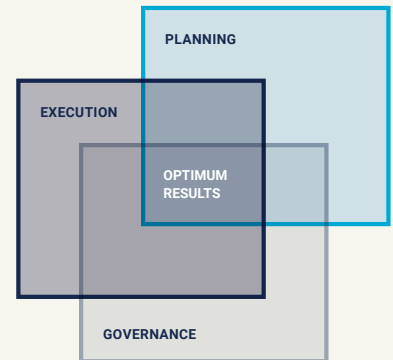 PLANNING
EXECUTION
OPTIMUM
RESULTS
GOVERNANCE